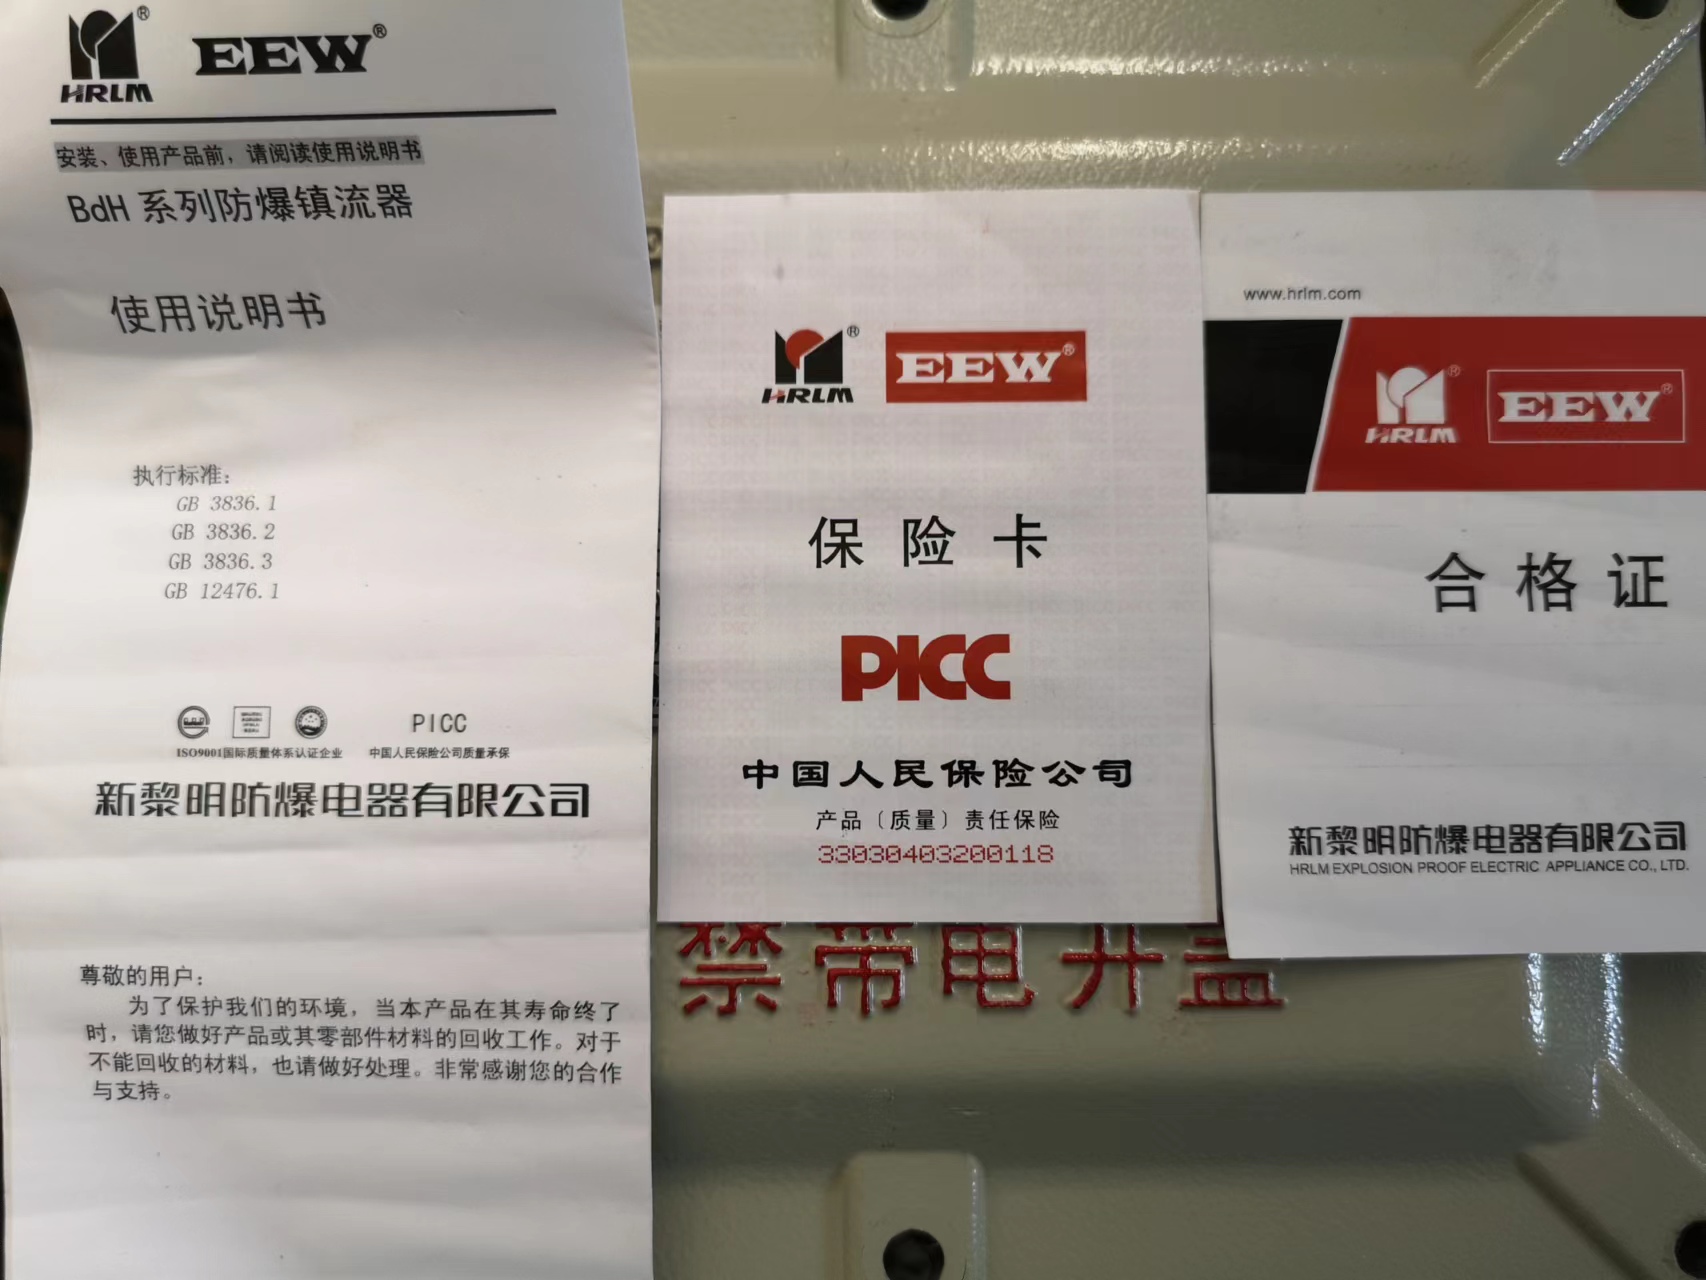 HRLM®
EEW®
安装、使用产品前，请阅读使用说明书
BdH 系列防爆镇流器
使用说明书
执行标准：
GB 3836.1
GB 3836.2
GB 3836.3
GB 12476.1
PICC
ISO9001国际质量体系认证企业
中国人民保险公司质量承保
新黎明防爆电器有限公司
尊敬的用户：
为了保护我们的环境，当本产品在其寿命终了
时，请您做好产品或其零部件材料的回收工作。对于
不能回收的材料，也请做好处理。非常感谢您的合作
与支持。
HRLM®
EEW®
保险卡
PICC
中国人民保险公司
产品〔质量〕责任保险
33030403200118
www.hrlm.com
HRLM®
EEW®
合格证
新黎明防爆电器有限公司
HRLM EXPLOSION PROOF ELECTRIC APPLIANCE CO., LTD.
禁带电开盖